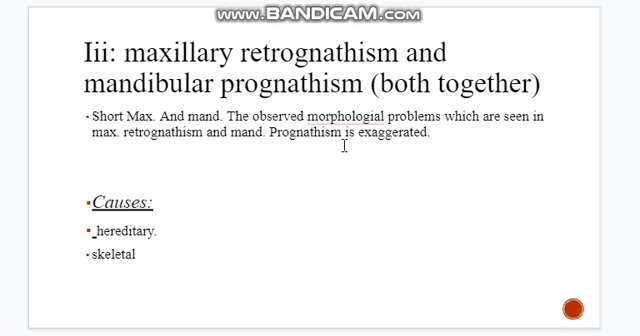 www.BANDICAM.com
Iii: maxillary retrognathism and
mandibular prognathism (both together)
Short Max. And mand. The observed morphologial problems which are seen in
max. retrognathism and mand. Prognathism is exaggerated.
Causes:
hereditary.
skeletal